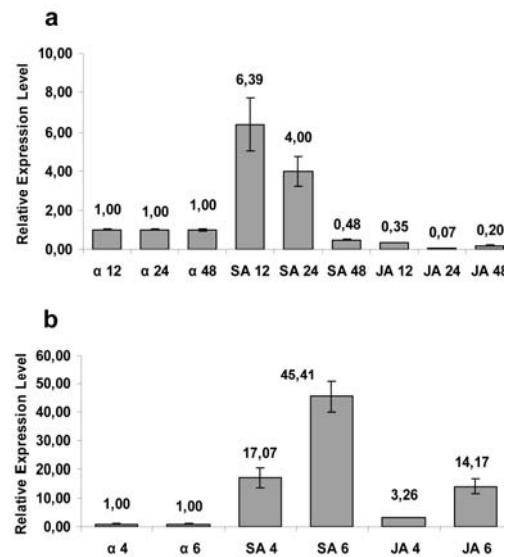 a
Relative Expression Level
10,00
8,00
6,00
4,00
2,00
0,00
1,00 1,00 1,00 6,39 4,00 0,48 0,35 0,07 0,20
α 12 α 24 α 48 SA 12 SA 24 SA 48 JA 12 JA 24 JA 48
b
Relative Expression Level
60,00
50,00
40,00
30,00
20,00
10,00
0,00
1,00 1,00 17,07 45,41 3,26 14,17
α 4 α 6 SA 4 SA 6 JA 4 JA 6